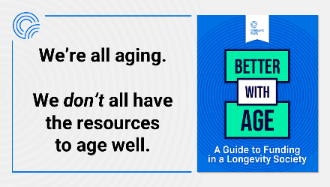 We're all aging.
We don't all have
the resources
to age well.
BETTER
WITH
AGE
A Guide to Funding
in a Longevity Society